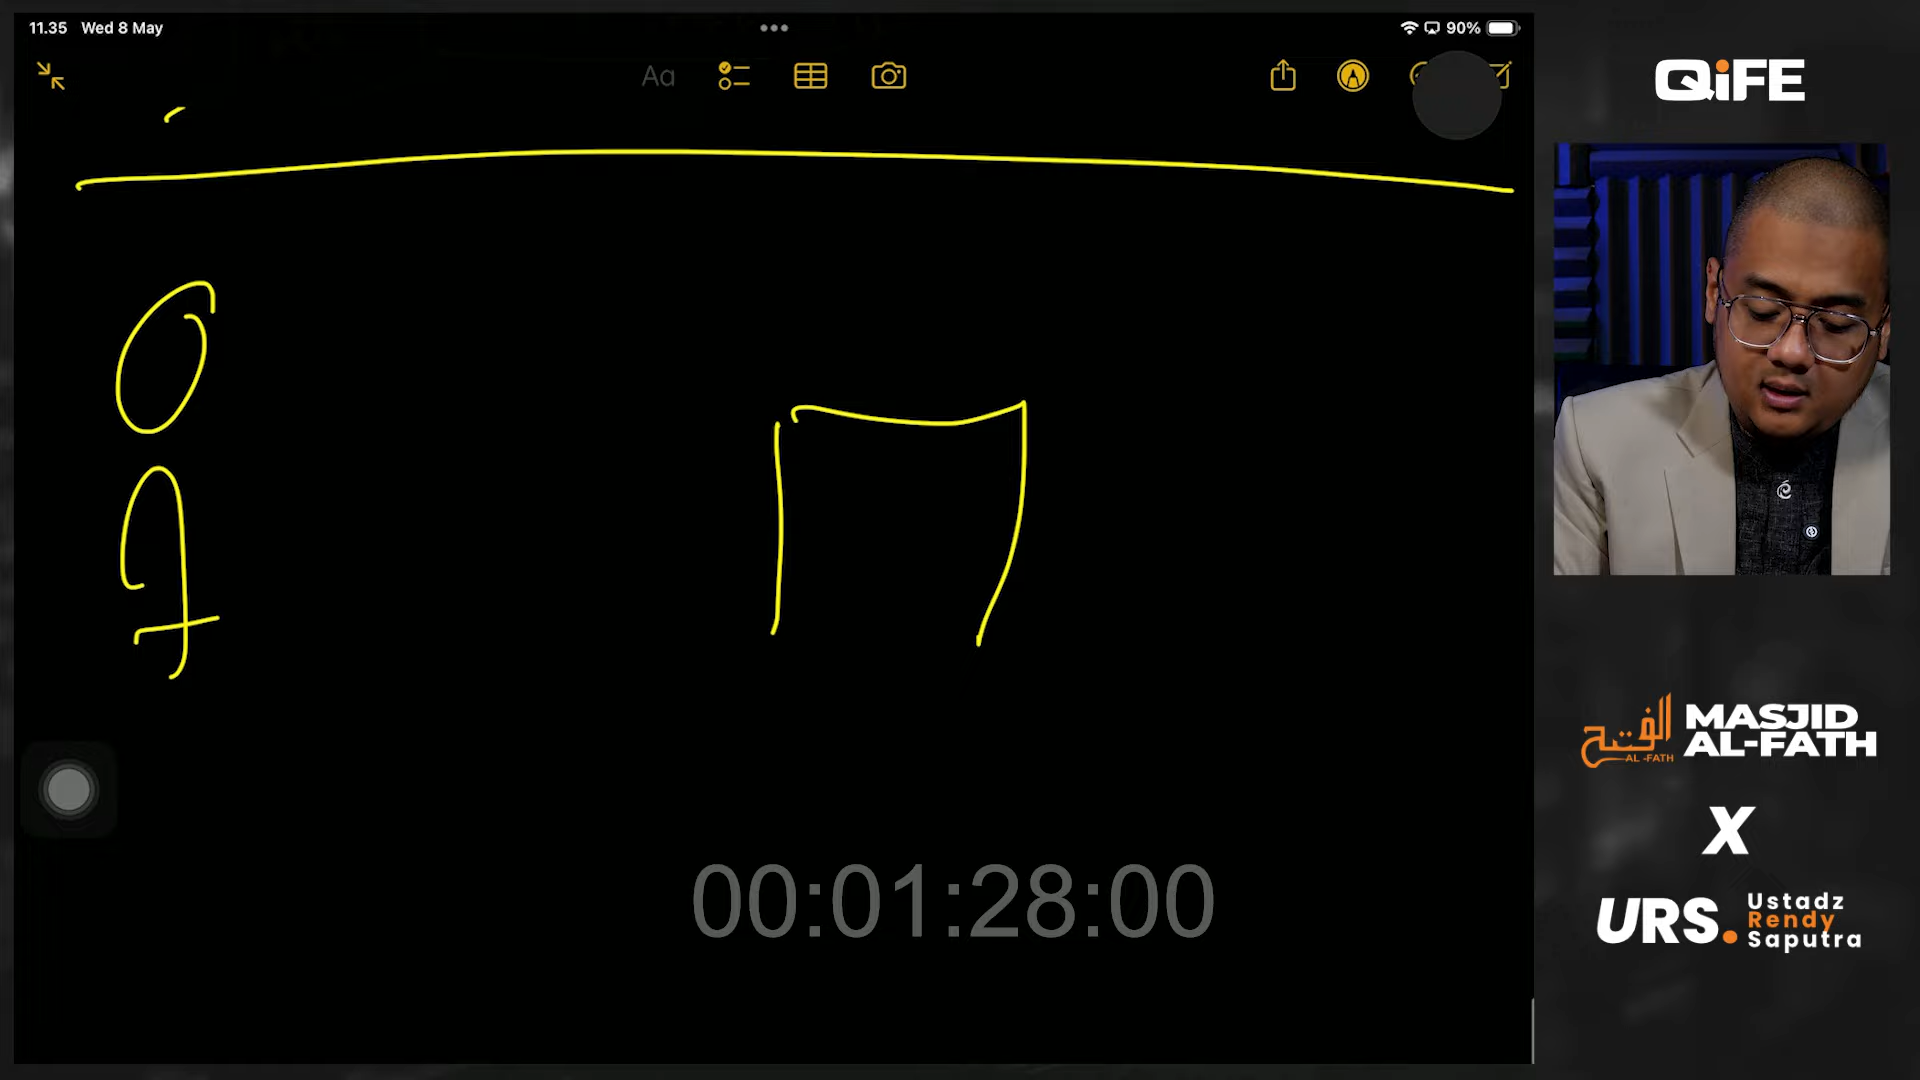 11.35 Wed 8 May
90%
Aa
QiFE
الفتح
AL-FATH
MASJID
AL-FATH
X
URS.
Ustadz
Rendy
Saputra
00:01:28:00